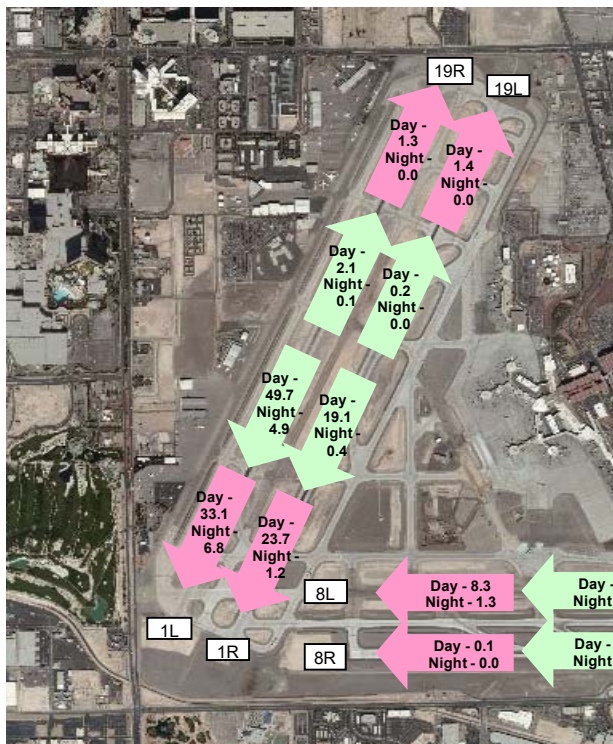 19R
19L
Day -
1.3
Night -
0.0
Day -
1.4
Night -
0.0
Day -
2.1
Night -
0.1
Day -
0.2
Night -
0.0
Day -
49.7
Night -
4.9
Day -
19.1
Night -
0.4
Day -
33.1
Night -
6.8
Day -
23.7
Night -
1.2
8L
Day - 8.3
Night - 1.3
Day -
Night
1L
1R
8R
Day - 0.1
Night - 0.0
Day -
Night